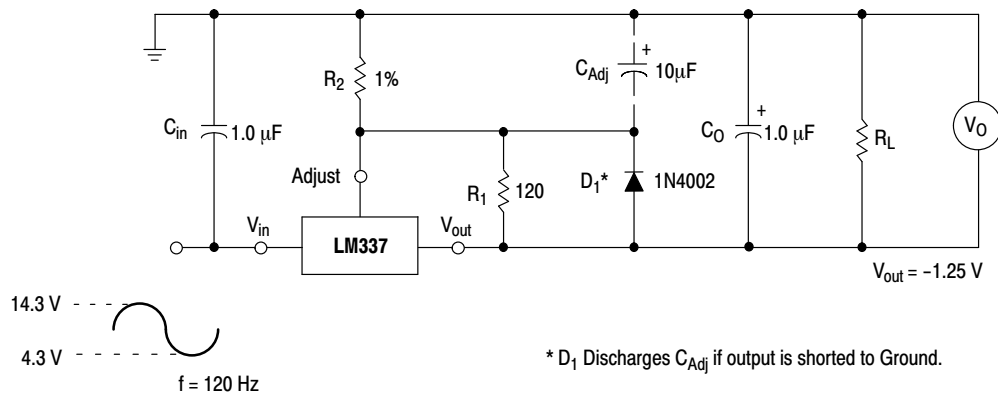 R2 1%
CAdj + 10μF
Cin 1.0 μF
CO + 1.0 μF
RL
VO
Adjust
R1 120
D1* 1N4002
Vin
LM337
Vout
Vout = –1.25 V
14.3 V
4.3 V
f = 120 Hz
* D1 Discharges CAdj if output is shorted to Ground.